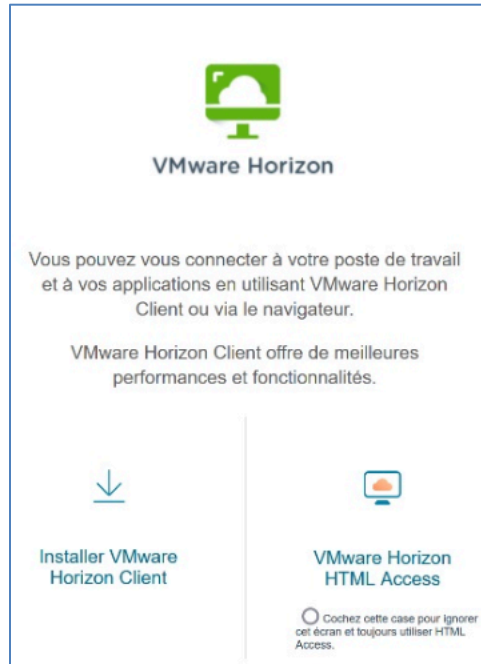 VMware Horizon
Vous pouvez vous connecter à votre poste de travail
et à vos applications en utilisant VMware Horizon
Client ou via le navigateur.
VMware Horizon Client offre de meilleures
performances et fonctionnalités.
Installer VMware
Horizon Client
VMware Horizon
HTML Access
Cochez cette case pour ignorer
cet écran et toujours utiliser HTML
Access.